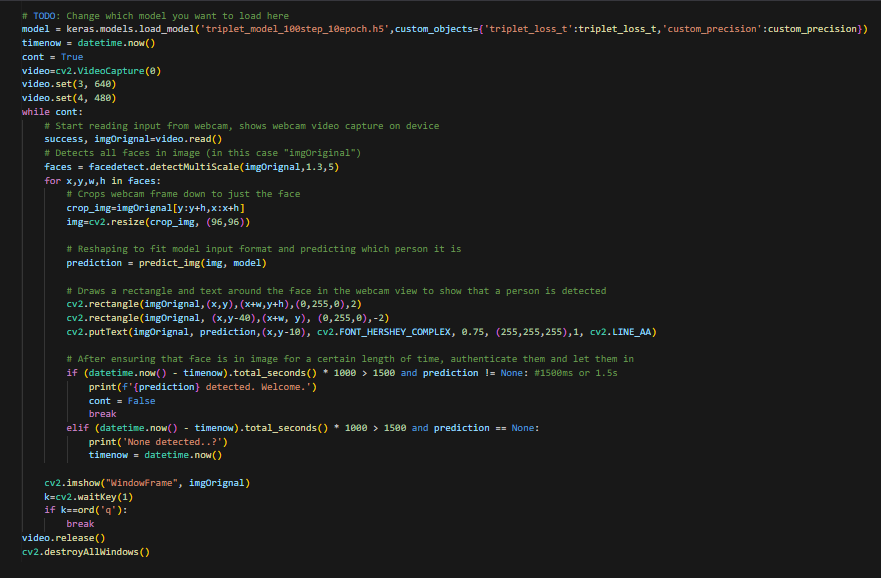 # TODO: Change which model you want to load here
model = keras.models.load_model('triplet_model_100step_10epoch.h5',custom_objects={'triplet_loss_t':triplet_loss_t,'custom_precision':custom_precision})
timenow = datetime.now()
cont = True
video=cv2.VideoCapture(0)
video.set(3, 640)
video.set(4, 480)
while cont:
    # Start reading input from webcam, shows webcam video capture on device
    success, imgOrignal=video.read()
    # Detects all faces in image (in this case "imgOriginal")
    faces = facedetect.detectMultiScale(imgOrignal,1.3,5)
    for x,y,w,h in faces:
        # Crops webcam frame down to just the face
        crop_img=imgOrignal[y:y+h,x:x+h]
        img=cv2.resize(crop_img, (96,96))
        # Reshaping to fit model input format and predicting which person it is
        prediction = predict_img(img, model)
        # Draws a rectangle and text around the face in the webcam view to show that a person is detected
        cv2.rectangle(imgOrignal,(x,y),(x+w,y+h),(0,255,0),2)
        cv2.rectangle(imgOrignal, (x,y-40),(x+w, y), (0,255,0),-2)
        cv2.putText(imgOrignal, prediction,(x,y-10), cv2.FONT_HERSHEY_COMPLEX, 0.75, (255,255,255),1, cv2.LINE_AA)
        # After ensuring that face is in image for a certain length of time, authenticate them and let them in
        if (datetime.now() - timenow).total_seconds() * 1000 > 1500 and prediction != None: #1500ms or 1.5s
            print(f'{prediction} detected. Welcome.')
            cont = False
            break
        elif (datetime.now() - timenow).total_seconds() * 1000 > 1500 and prediction == None:
            print('None detected..?')
            timenow = datetime.now()
    cv2.imshow("WindowFrame", imgOrignal)
    k=cv2.waitKey(1)
    if k==ord('q'):
        break
video.release()
cv2.destroyAllWindows()